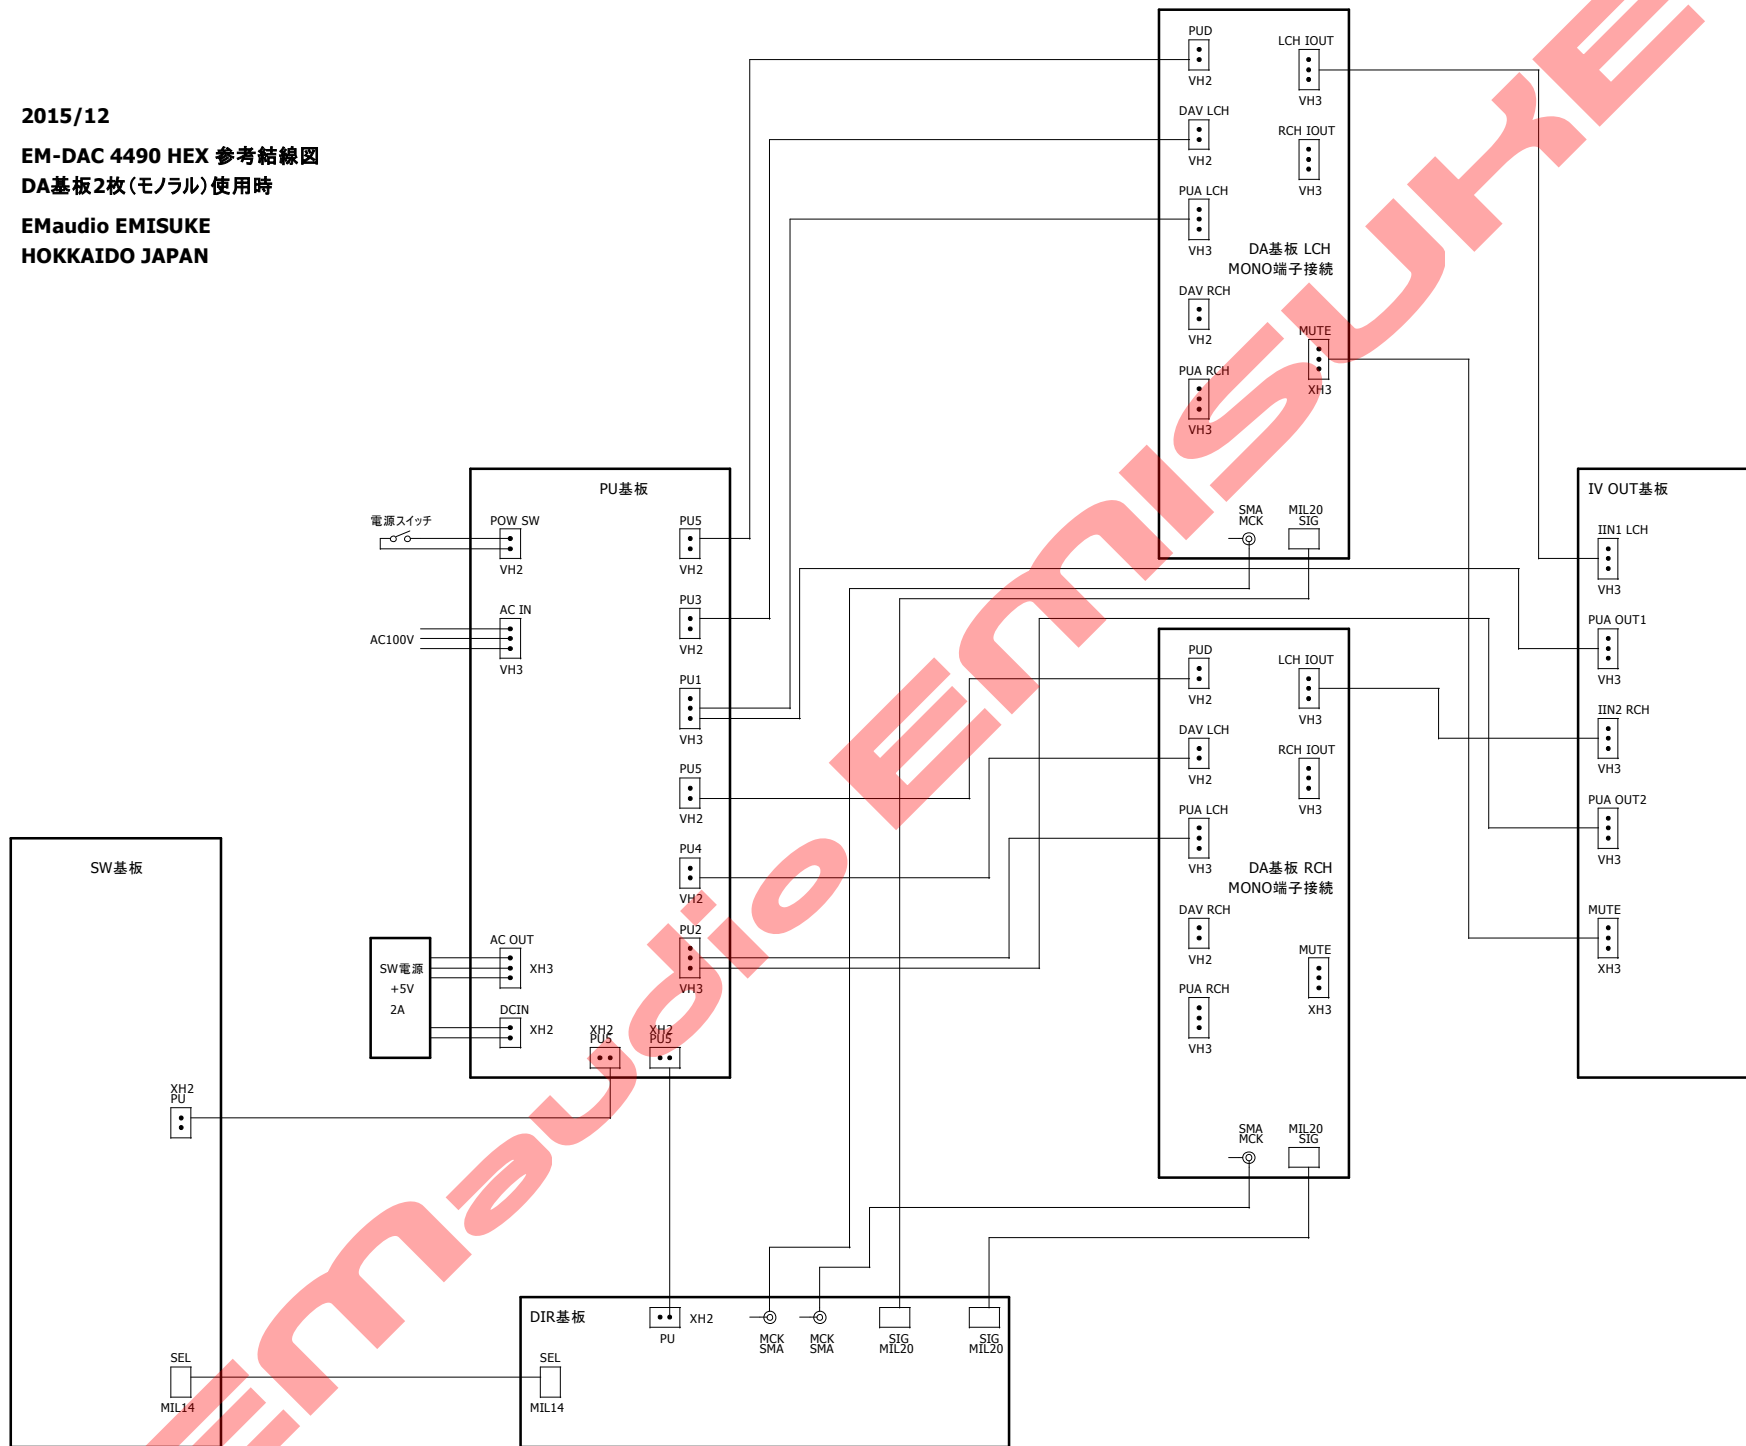 2015/12
EM-DAC 4490 HEX 参考結線図
DA基板2枚(モノラル)使用時
EMaudio EMISUKE
HOKKAIDO JAPAN
PUD
VH2
LCH IOUT
VH3
DAV LCH
VH2
RCH IOUT
VH3
PUA LCH
VH3
DA基板 LCH
MONO端子接続
DAV RCH
VH2
MUTE
XH3
PUA RCH
VH3
SMA
MCK
MIL20
SIG
PU基板
電源スイッチ
POW SW
VH2
AC IN
AC100V
VH3
PU5
VH2
PU3
VH2
PU1
VH3
PU5
VH2
PU4
VH2
PU2
VH3
AC OUT
XH3
DCIN
XH2
XH2
PU5
XH2
PU5
SW電源
+5V
2A
PUD
VH2
LCH IOUT
VH3
DAV LCH
VH2
RCH IOUT
VH3
PUA LCH
VH3
DA基板 RCH
MONO端子接続
DAV RCH
VH2
MUTE
XH3
PUA RCH
VH3
SMA
MCK
MIL20
SIG
IV OUT基板
IIN1 LCH
VH3
PUA OUT1
VH3
IIN2 RCH
VH3
PUA OUT2
VH3
MUTE
XH3
SW基板
XH2
PU
SEL
MIL14
DIR基板
XH2
PU
MCK
SMA
MCK
SMA
SIG
MIL20
SIG
MIL20
SEL
MIL14
EMaudio EMISUKE